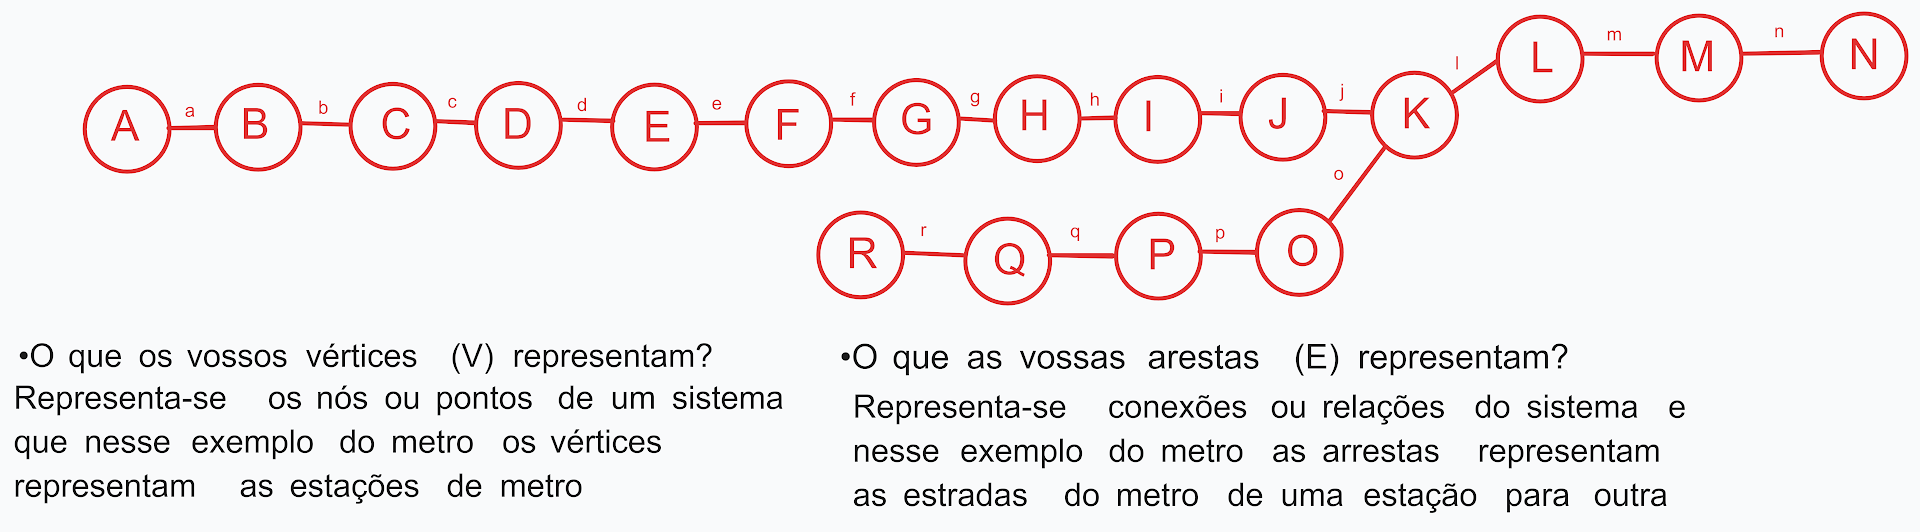 a b c d e f g h i j l m n
A B C D E F G H I J K L M N
o
r q p
R Q P O
•O que os vossos vértices (V) representam?
Representa-se os nós ou pontos de um sistema
que nesse exemplo do metro os vértices
representam as estações de metro
•O que as vossas arestas (E) representam?
Representa-se conexões ou relações do sistema e
nesse exemplo do metro as arrestas representam
as estradas do metro de uma estação para outra